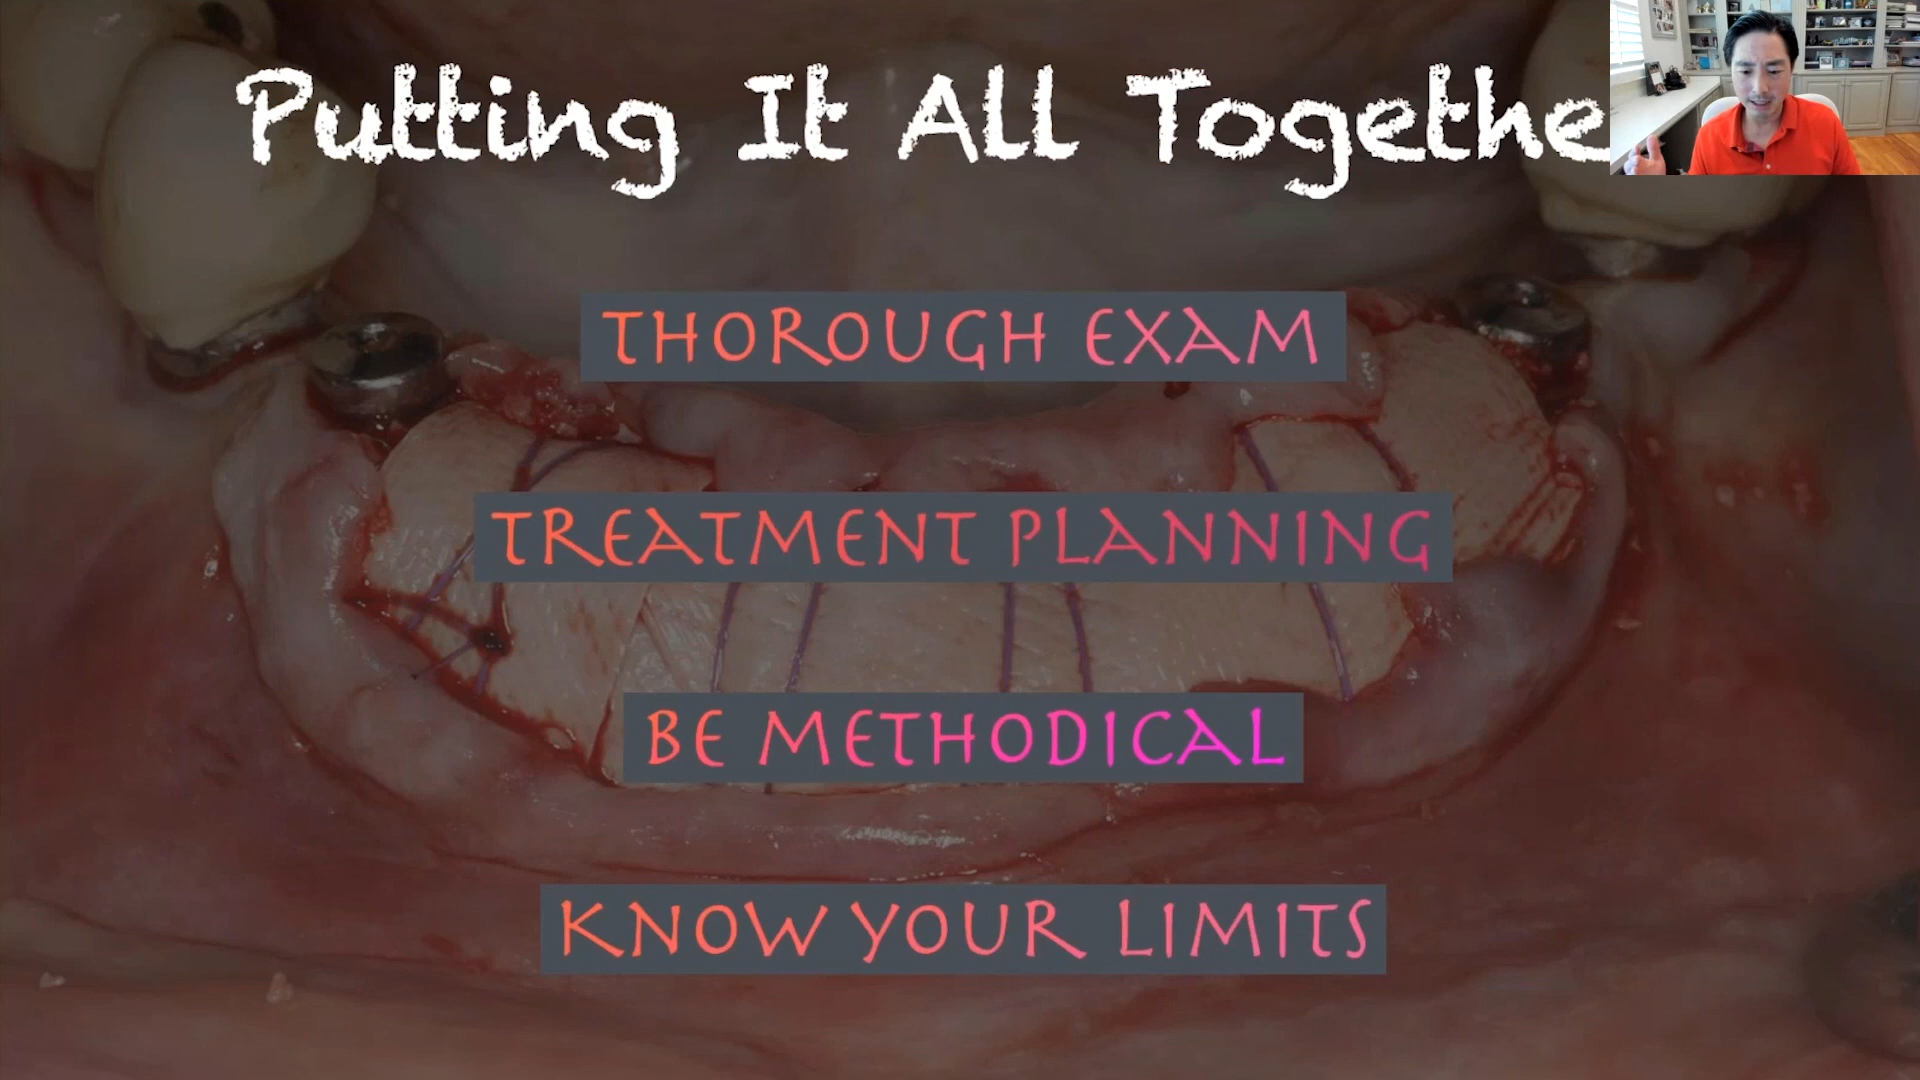 Putting It All Togethe
THOROUGH EXAM
TREATMENT PLANNING
BE METHODICAL
KNOW YOUR LIMITS